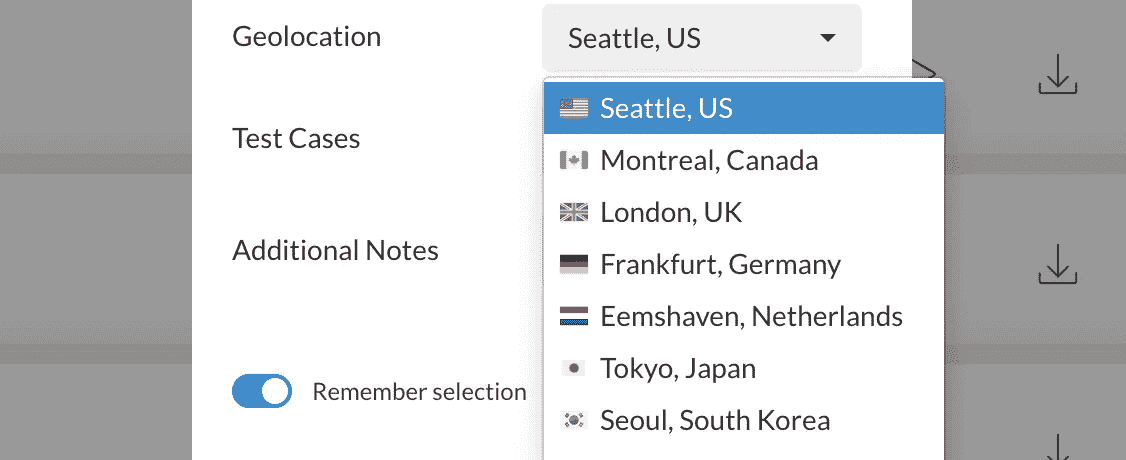 Geolocation
Seattle, US
Seattle, US
Test Cases
Montreal, Canada
London, UK
Additional Notes
Frankfurt, Germany
Eemshaven, Netherlands
Tokyo, Japan
Remember selection
Seoul, South Korea